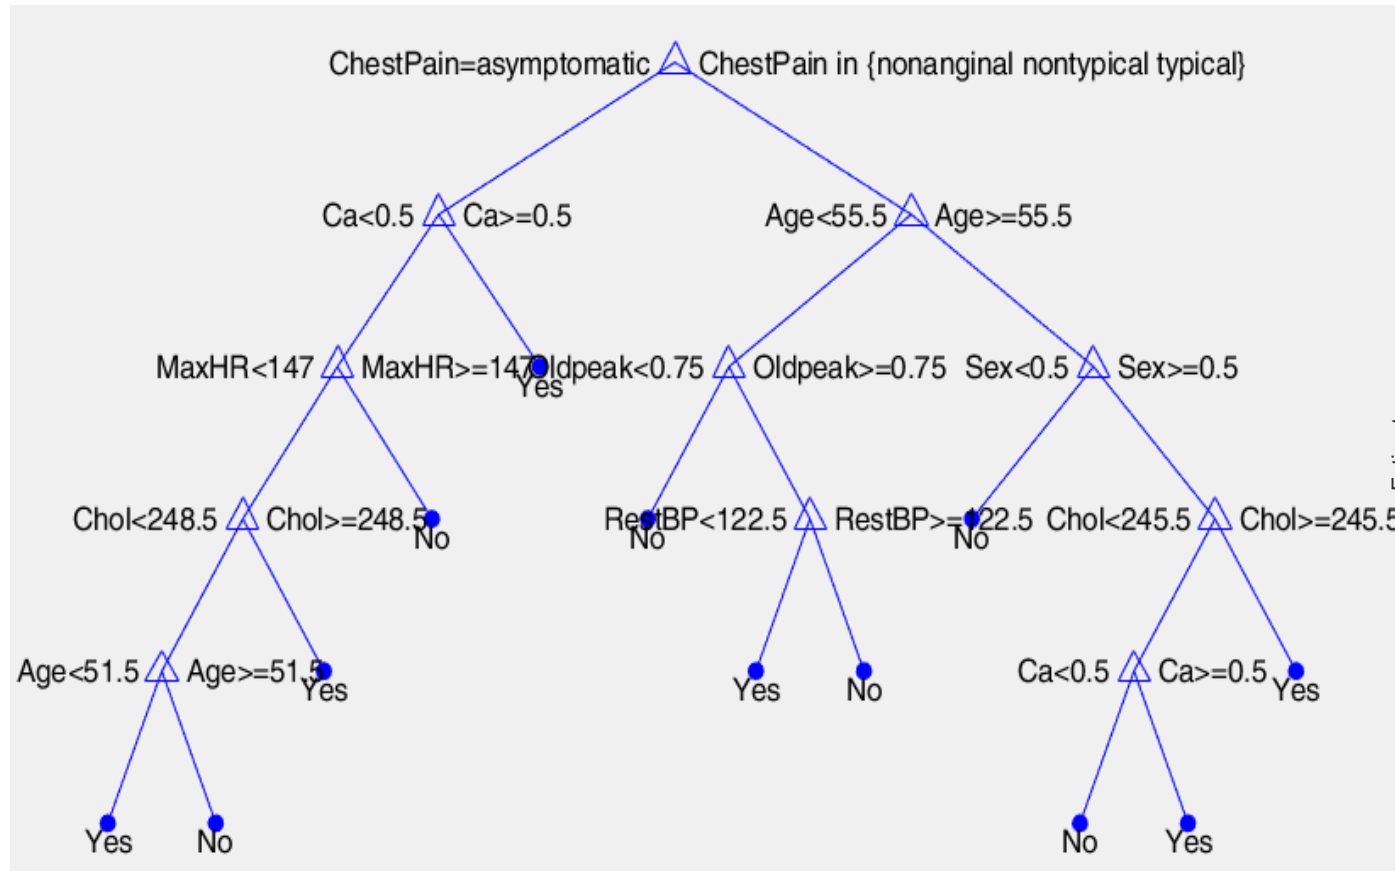 ChestPain=asymptomatic ChestPain in {nonanginal nontypical typical}
Ca<0.5 Ca>=0.5 Age<55.5 Age>=55.5
MaxHR<147 MaxHR>=147 Oldpeak<0.75 Oldpeak>=0.75 Sex<0.5 Sex>=0.5
Yes
Chol<248.5 Chol>=248.5 RestBP<122.5 RestBP>=122.5 Chol<245.5 Chol>=245.5
No No No
Age<51.5 Age>=51.5 Ca<0.5 Ca>=0.5
Yes Yes No Yes
Yes No No Yes